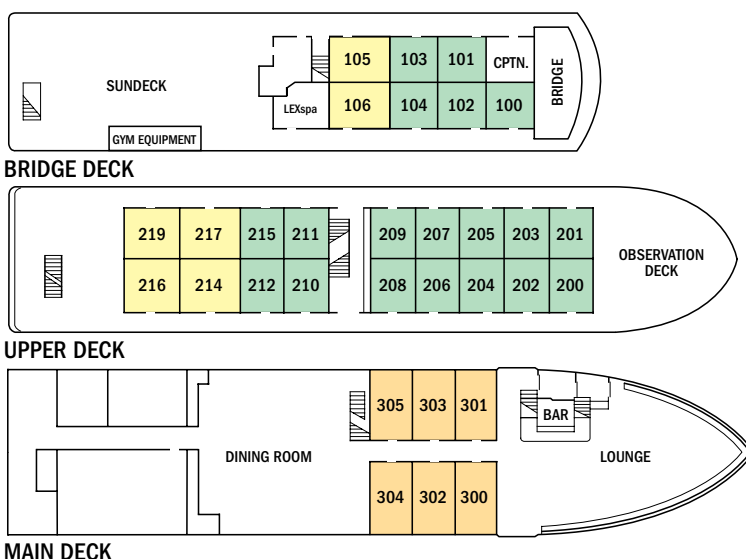 105 103 101 CPTN.
SUNDECK
BRIDGE
LEXspa
106 104 102 100
GYM EQUIPMENT
BRIDGE DECK
219 217 215 211 209 207 205 203 201
OBSERVATION
DECK
216 214 212 210 208 206 204 202 200
UPPER DECK
305 303 301
BAR
DINING ROOM
LOUNGE
304 302 300
MAIN DECK